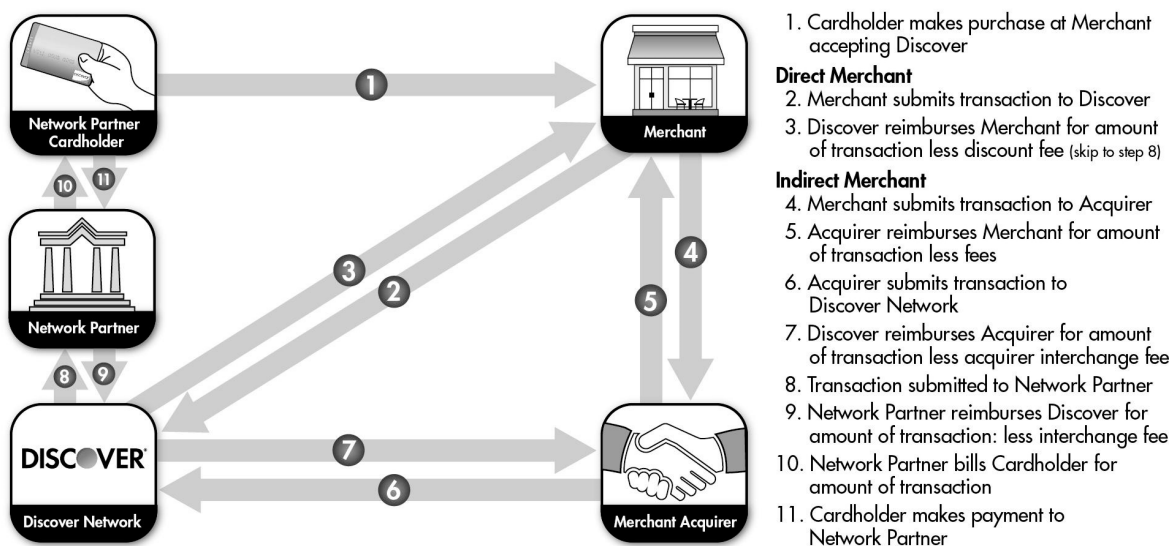 1
Network Partner
Cardholder
Merchant
10
11
3
2
4
5
Network Partner
8
9
DISCOVER
Discover Network
7
6
Merchant Acquirer
1. Cardholder makes purchase at Merchant
accepting Discover
Direct Merchant
2. Merchant submits transaction to Discover
3. Discover reimburses Merchant for amount
of transaction less discount fee (skip to step 8)
Indirect Merchant
4. Merchant submits transaction to Acquirer
5. Acquirer reimburses Merchant for amount
of transaction less fees
6. Acquirer submits transaction to
Discover Network
7. Discover reimburses Acquirer for amount
of transaction less acquirer interchange fee
8. Transaction submitted to Network Partner
9. Network Partner reimburses Discover for
amount of transaction: less interchange fee
10. Network Partner bills Cardholder for
amount of transaction
11. Cardholder makes payment to
Network Partner